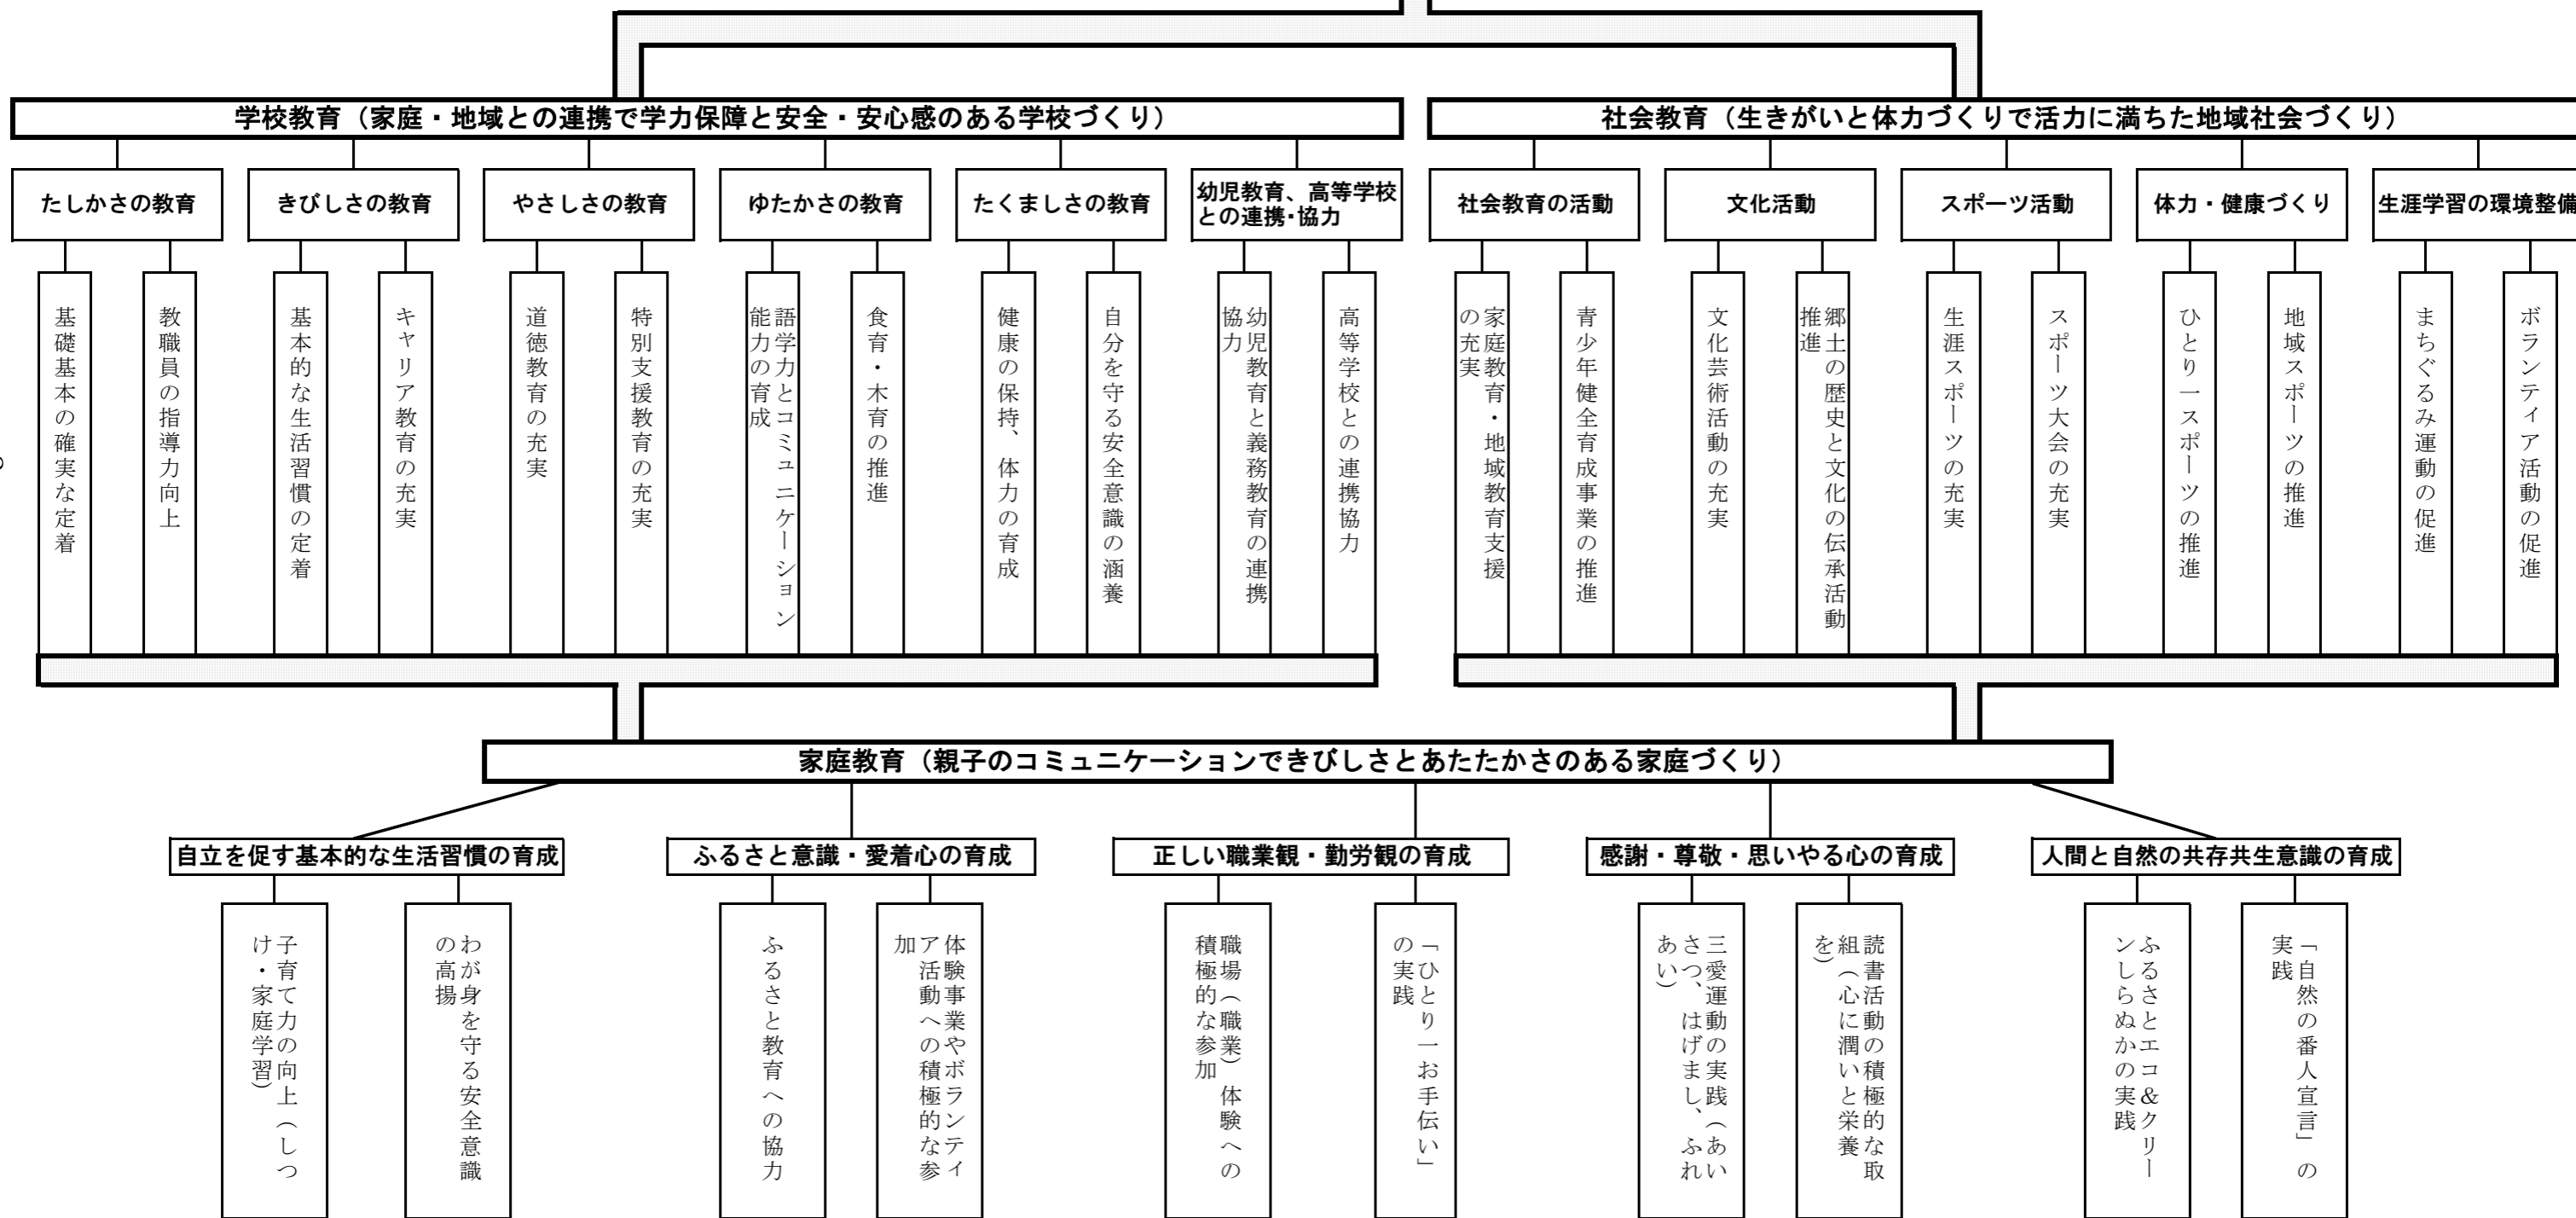 学校教育（家庭・地域との連携で学力保障と安全・安心感のある学校づくり）
社会教育（生きがいと体力づくりで活力に満ちた地域社会づくり）
たしかさの教育
きびしさの教育
やさしさの教育
ゆたかさの教育
たくましさの教育
幼児教育、高等学校
との連携・協力
社会教育の活動
文化活動
スポーツ活動
体力・健康づくり
生涯学習の環境整備
基礎基本の確実な定着
教職員の指導力向上
基本的な生活習慣の定着
キャリア教育の充実
道徳教育の充実
特別支援教育の充実
語学力とコミュニケーション
能力の育成
食育・木育の推進
健康の保持、体力の育成
自分を守る安全意識の涵養
幼児教育と義務教育の連携
協力
高等学校との連携協力
家庭教育・地域教育支援
の充実
青少年健全育成事業の推進
文化芸術活動の充実
郷土の歴史と文化の伝承活動
推進
生涯スポーツの充実
スポーツ大会の充実
ひとり一スポーツの推進
地域スポーツの推進
まちぐるみ運動の促進
ボランティア活動の促進
家庭教育（親子のコミュニケーションできびしさとあたたかさのある家庭づくり）
自立を促す基本的な生活習慣の育成
ふるさと意識・愛着心の育成
正しい職業観・勤労観の育成
感謝・尊敬・思いやる心の育成
人間と自然の共存共生意識の育成
子育て力の向上（しつ
け・家庭学習）
わが身を守る安全意識
の高揚
ふるさと教育への協力
体験事業やボランティ
ア活動への積極的な参
加
職場（職業）体験への
積極的な参加
「ひとり一お手伝い」
の実践
三愛運動の実践（あい
さつ、はげまし、ふれ
あい）
読書活動の積極的な取
組（心に潤いと栄養
を）
ふるさとエコ＆クリー
ンしらぬかの実践
「自然の番人宣言」の
実践